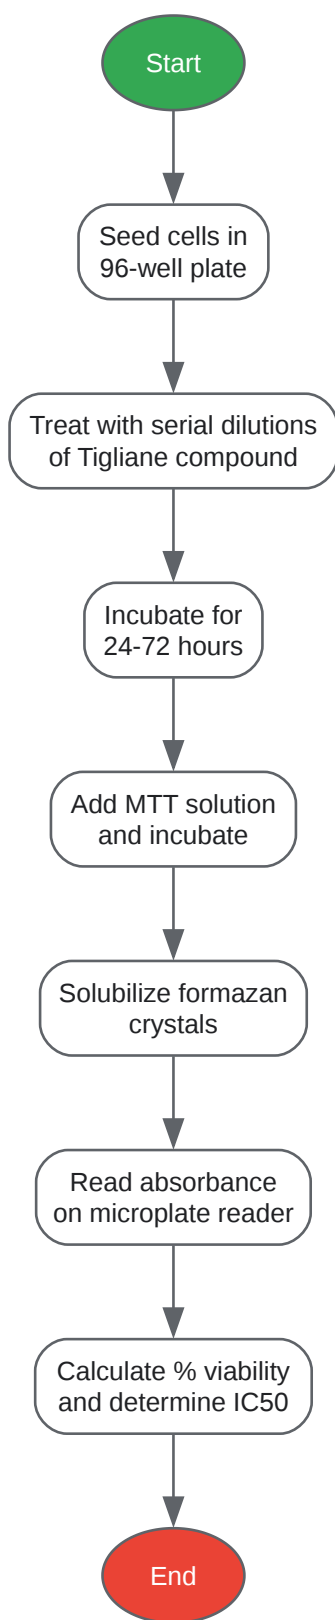 Start
Seed cells in
96-well plate
Treat with serial dilutions
of Tigliane compound
Incubate for
24-72 hours
Add MTT solution
and incubate
Solubilize formazan
crystals
Read absorbance
on microplate reader
Calculate % viability
and determine IC50
End